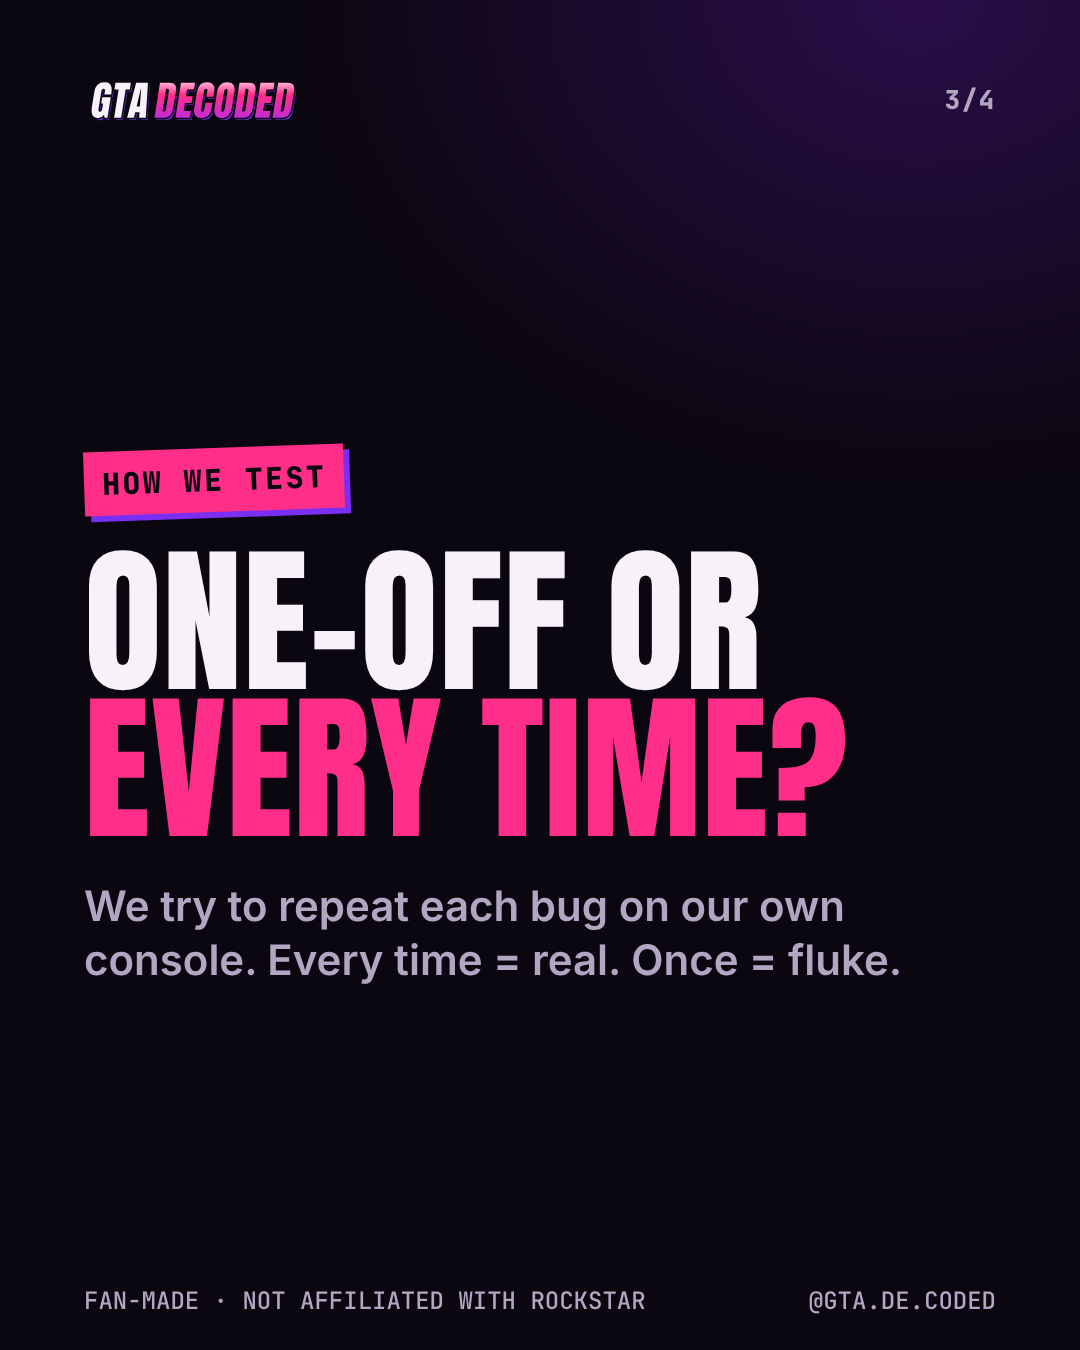 GTA DECODED
3/4
HOW WE TEST
ONE-OFF OR
EVERY TIME?
We try to repeat each bug on our own
console. Every time = real. Once = fluke.
FAN-MADE · NOT AFFILIATED WITH ROCKSTAR
@GTA.DE.CODED